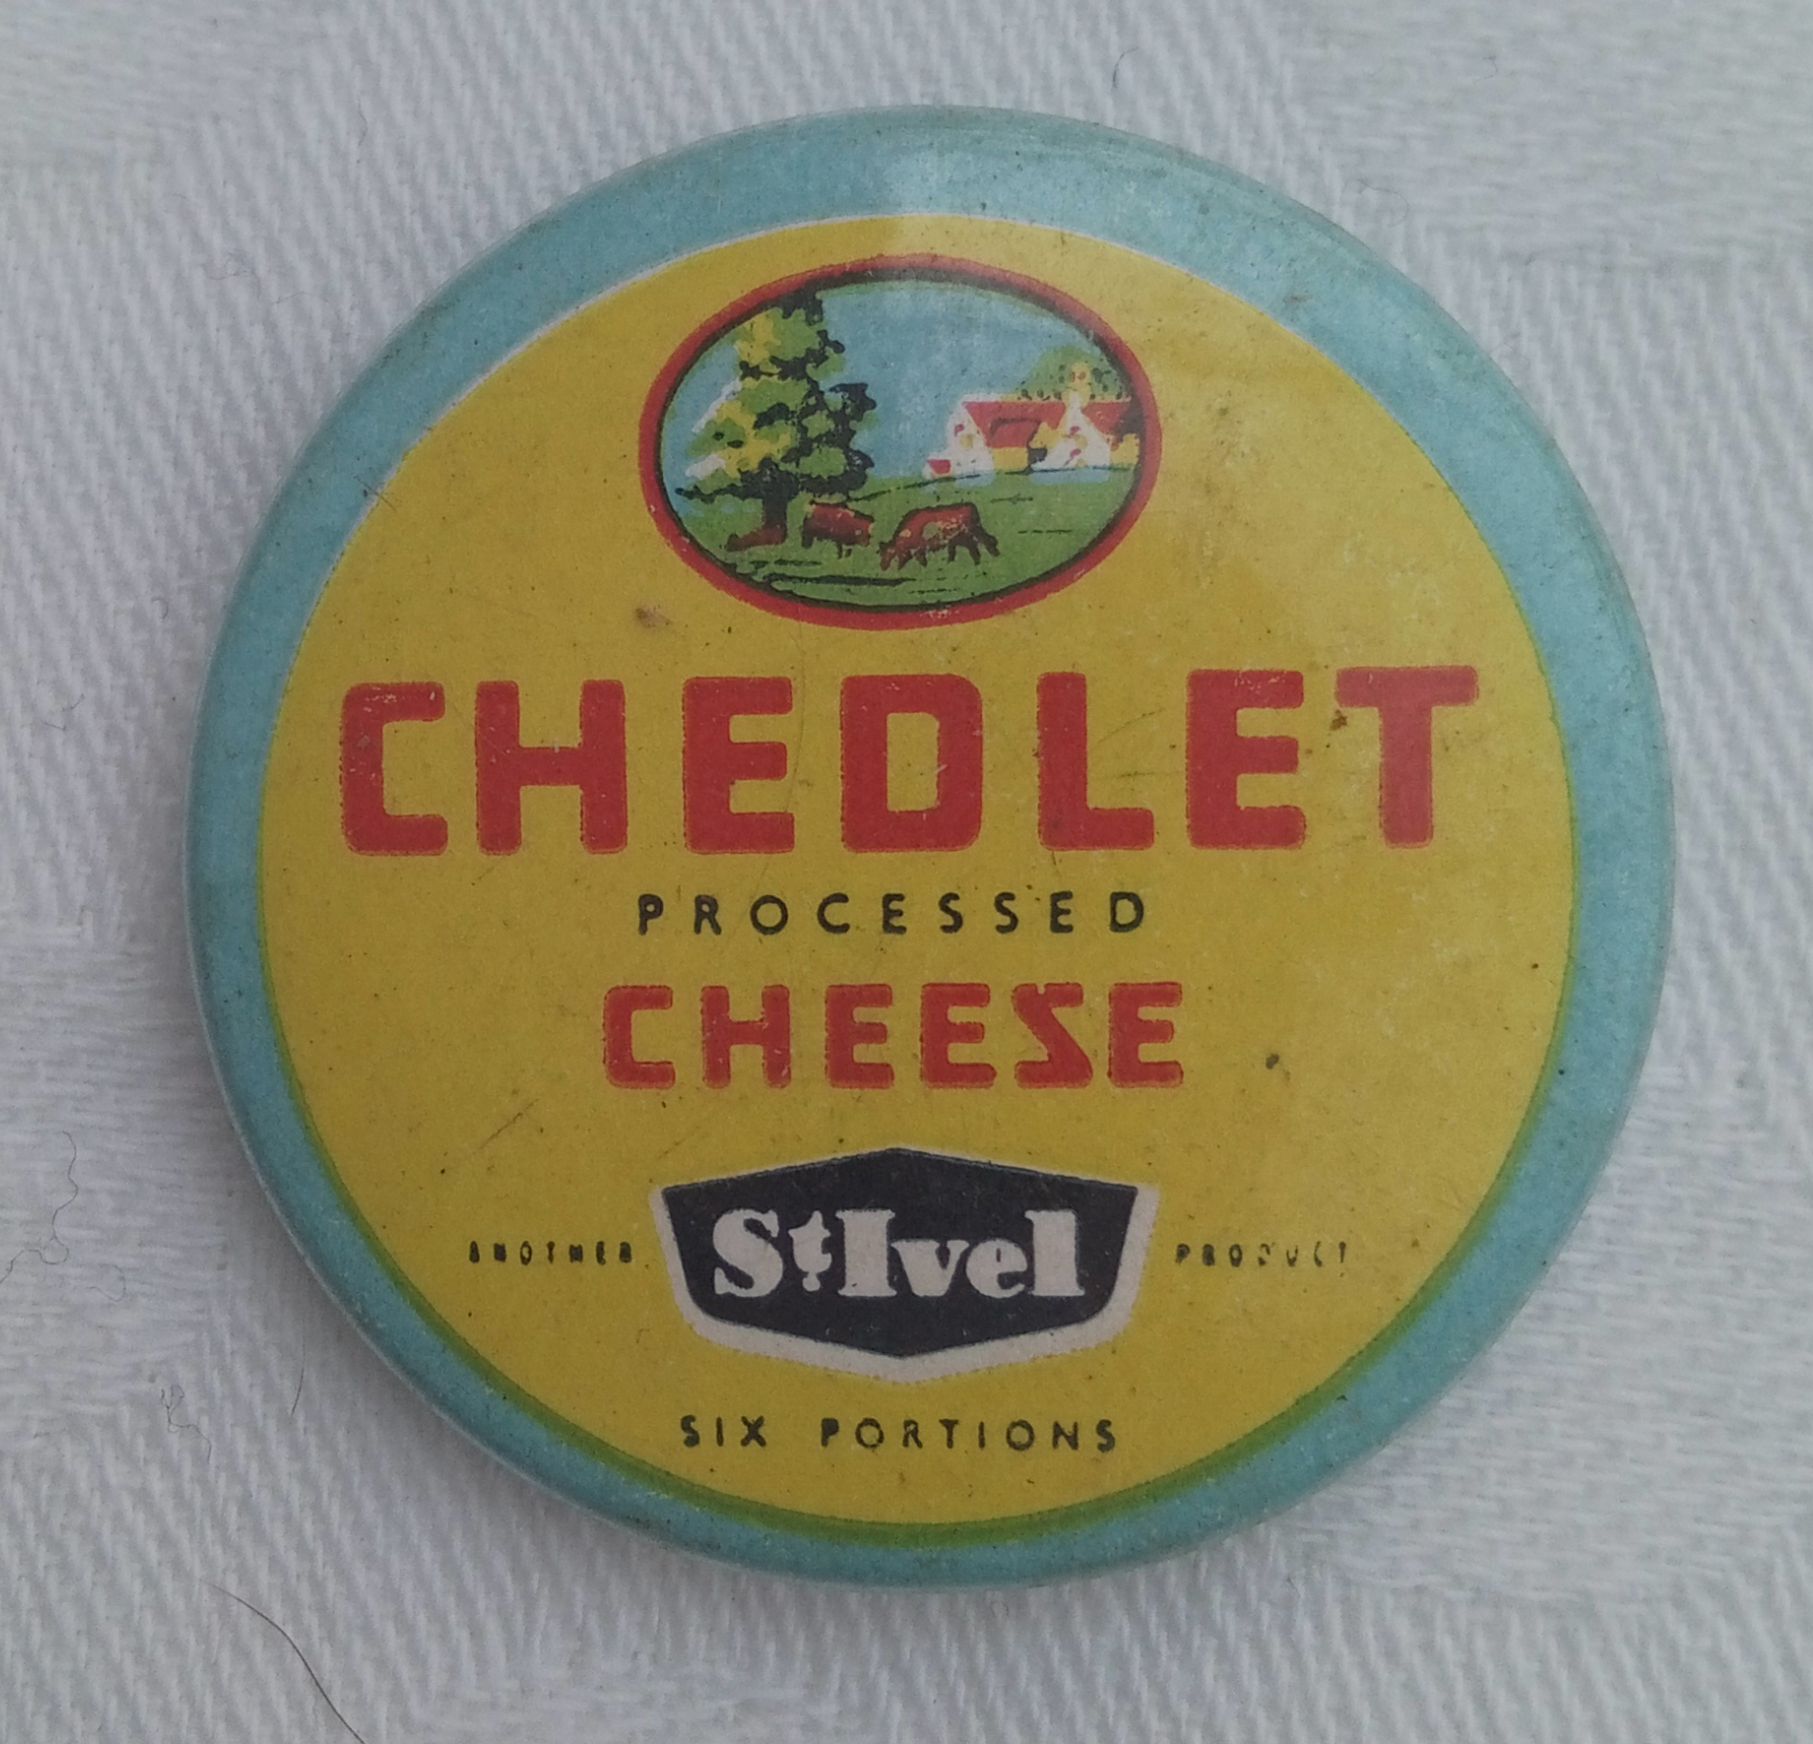 CHEDLET
PROCESSED
CHEESE
ANOTHER St Ivel PRODUCT
SIX PORTIONS